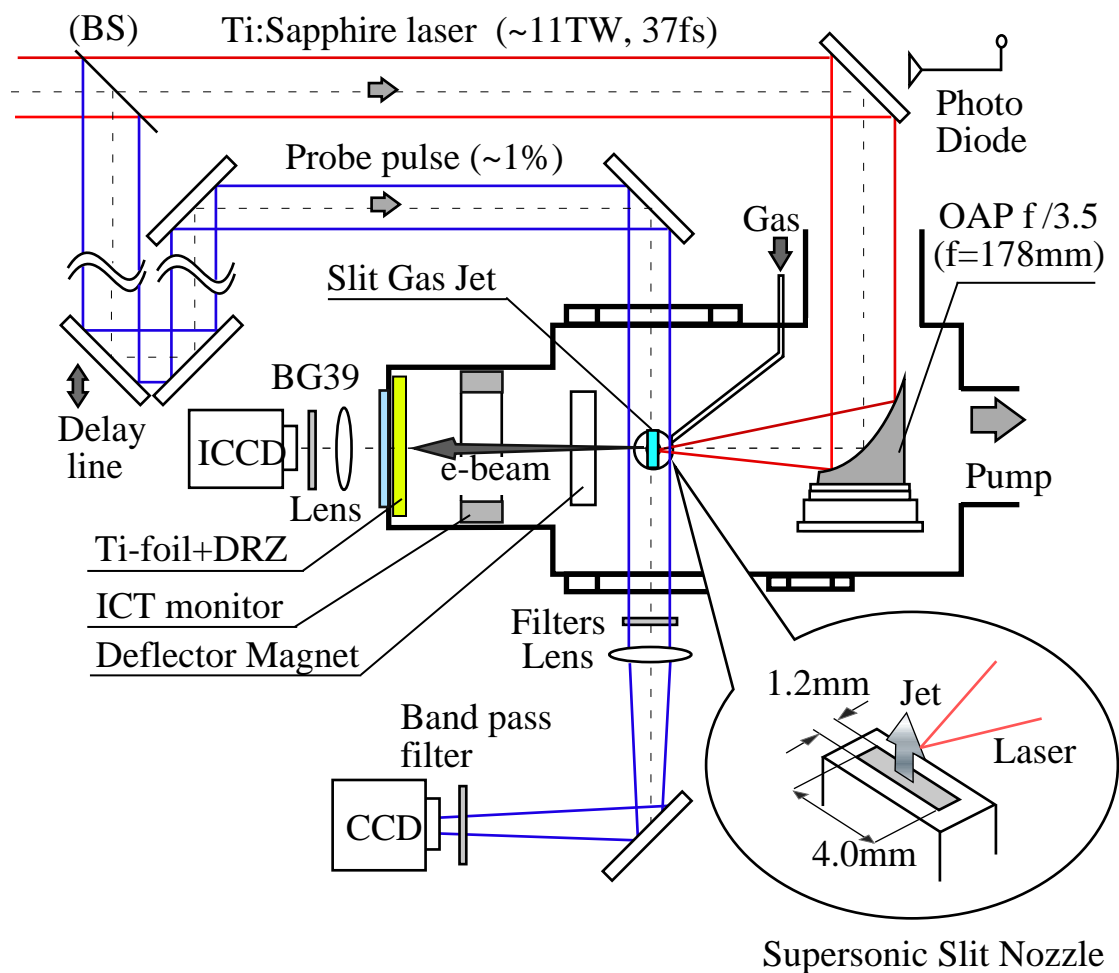 (BS)
Ti:Sapphire laser (~11TW, 37fs)
Photo
Diode
Probe pulse (~1%)
Gas
OAP f /3.5
(f=178mm)
Slit Gas Jet
BG39
Delay
line
ICCD
e-beam
Lens
Pump
Ti-foil+DRZ
ICT monitor
Deflector Magnet
Filters
Lens
1.2mm
Jet
Laser
Band pass
filter
CCD
4.0mm
Supersonic Slit Nozzle